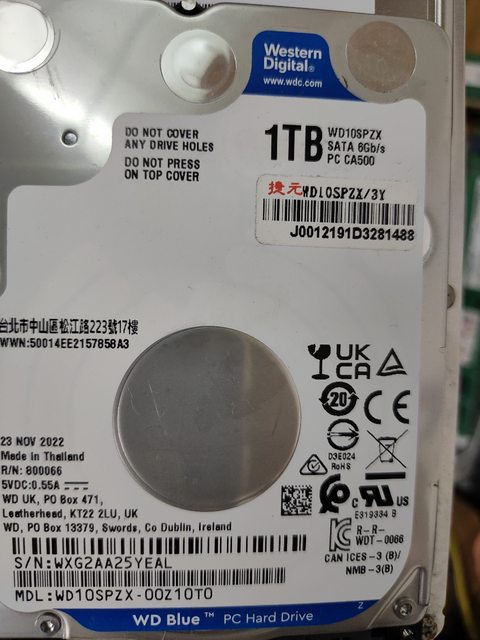 Western
Digital®
www.wdc.com
DO NOT COVER
ANY DRIVE HOLES
DO NOT PRESS
ON TOP COVER
1TB
WD10SPZX
SATA 6Gb/s
PC CA500
捷元WD10SPZX/3Y
J0012191D3281488
台北市中山區松江路223號17樓
WWN:50014EE2157858A3
UK
CA
20
CE
D3E024
RoHS
23 NOV 2022
Made in Thailand
R/N: 800066
5VDC:0.55A
WD UK, PO Box 471,
Leatherhead, KT22 2LU, UK
WD, PO Box 13379, Swords, Co Dublin, Ireland
C US
E319334 B
R-R-
WDT-0066
CAN ICES-3 (B)/
NMB-3(B)
S/N:WXG2AA25YEAL
MDL:WD10SPZX-00Z10T0
WD Blue™ PC Hard Drive
Z